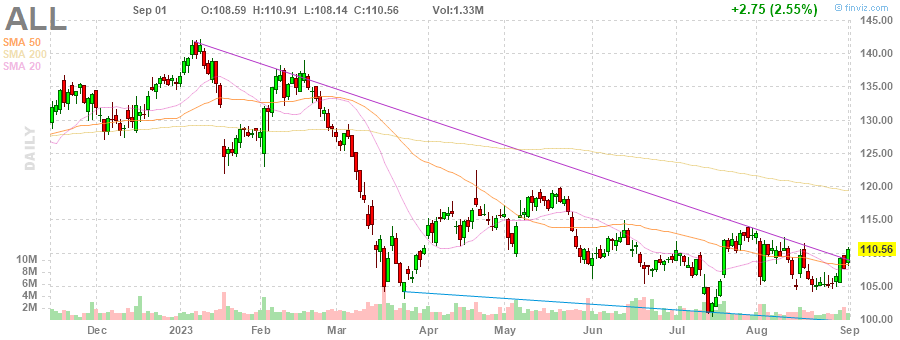 ALL
Sep 01 O:108.59 H:110.91 L:108.14 C:110.56 Vol:1.33M
+2.75 (2.55%)
finviz.com
SMA 50
SMA 200
SMA 20
DAILY
145.00
140.00
135.00
130.00
125.00
120.00
115.00
110.56
105.00
100.00
10M
8M
6M
4M
2M
Dec 2023 Feb Mar Apr May Jun Jul Aug Sep